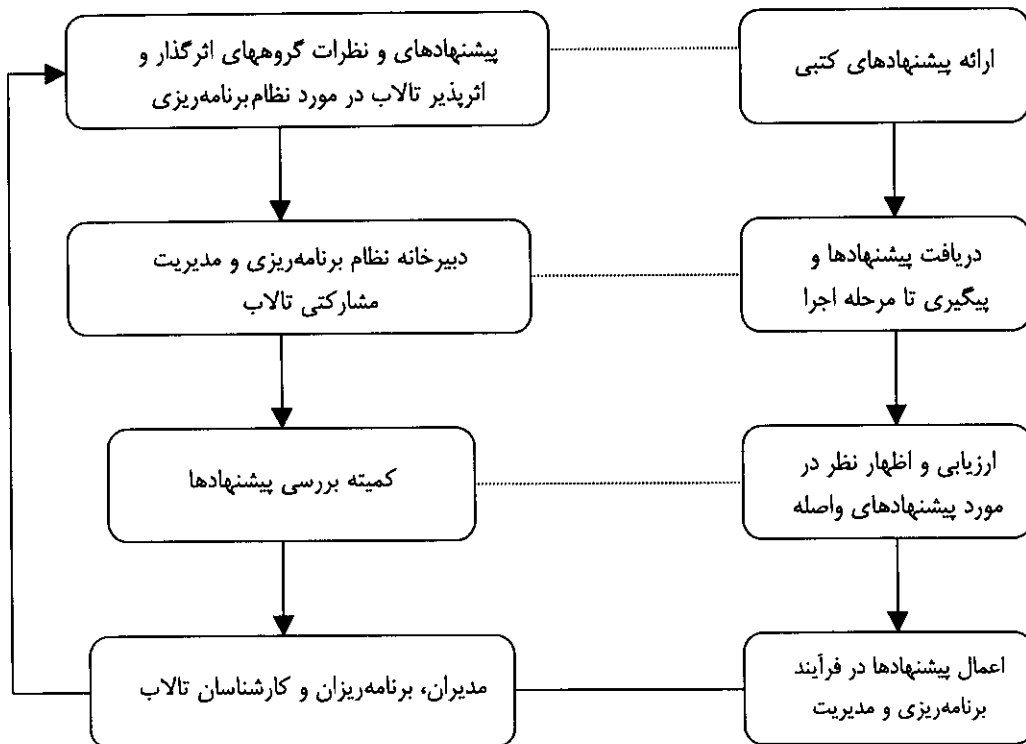 ارائه پیشنهادهای کتبی
پیشنهادهای و نظرات گروههای اثرگذار و
اثرپذیر تالاب در مورد نظام‌برنامه‌ریزی
دریافت پیشنهادها و
پیگیری تا مرحله اجرا
دبیرخانه نظام برنامه‌ریزی و مدیریت
مشارکتی تالاب
ارزیابی و اظهار نظر در
مورد پیشنهادهای واصله
کمیته بررسی پیشنهادها
اعمال پیشنهادها در فرآیند
برنامه‌ریزی و مدیریت
مدیران، برنامه‌ریزان و کارشناسان تالاب